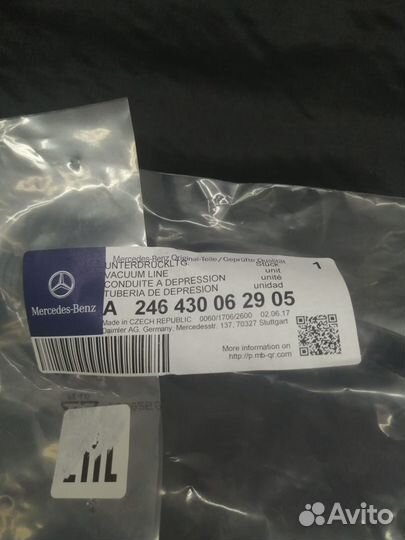 Mercedes-Benz Original-Teile/Geprüfte Qualität
UNTERDRUCKLTG Stück
VACUUM LINE unit
CONDUITE A DEPRESSION unité
TUBERIA DE DEPRESION unidad
1
Mercedes-Benz
A 246 430 06 29 05
Made in CZECH REPUBLIC 0060/1706/2600 02.06.17
Daimler AG, Germany, Mercedesstr. 137, 70327 Stuttgart
More information on
http://p.mb-qr.com
Avito